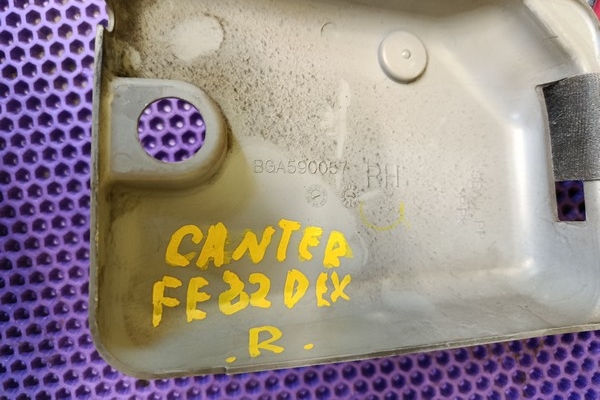 BGA590057 RH
CANTER
FE82DEX
.R.